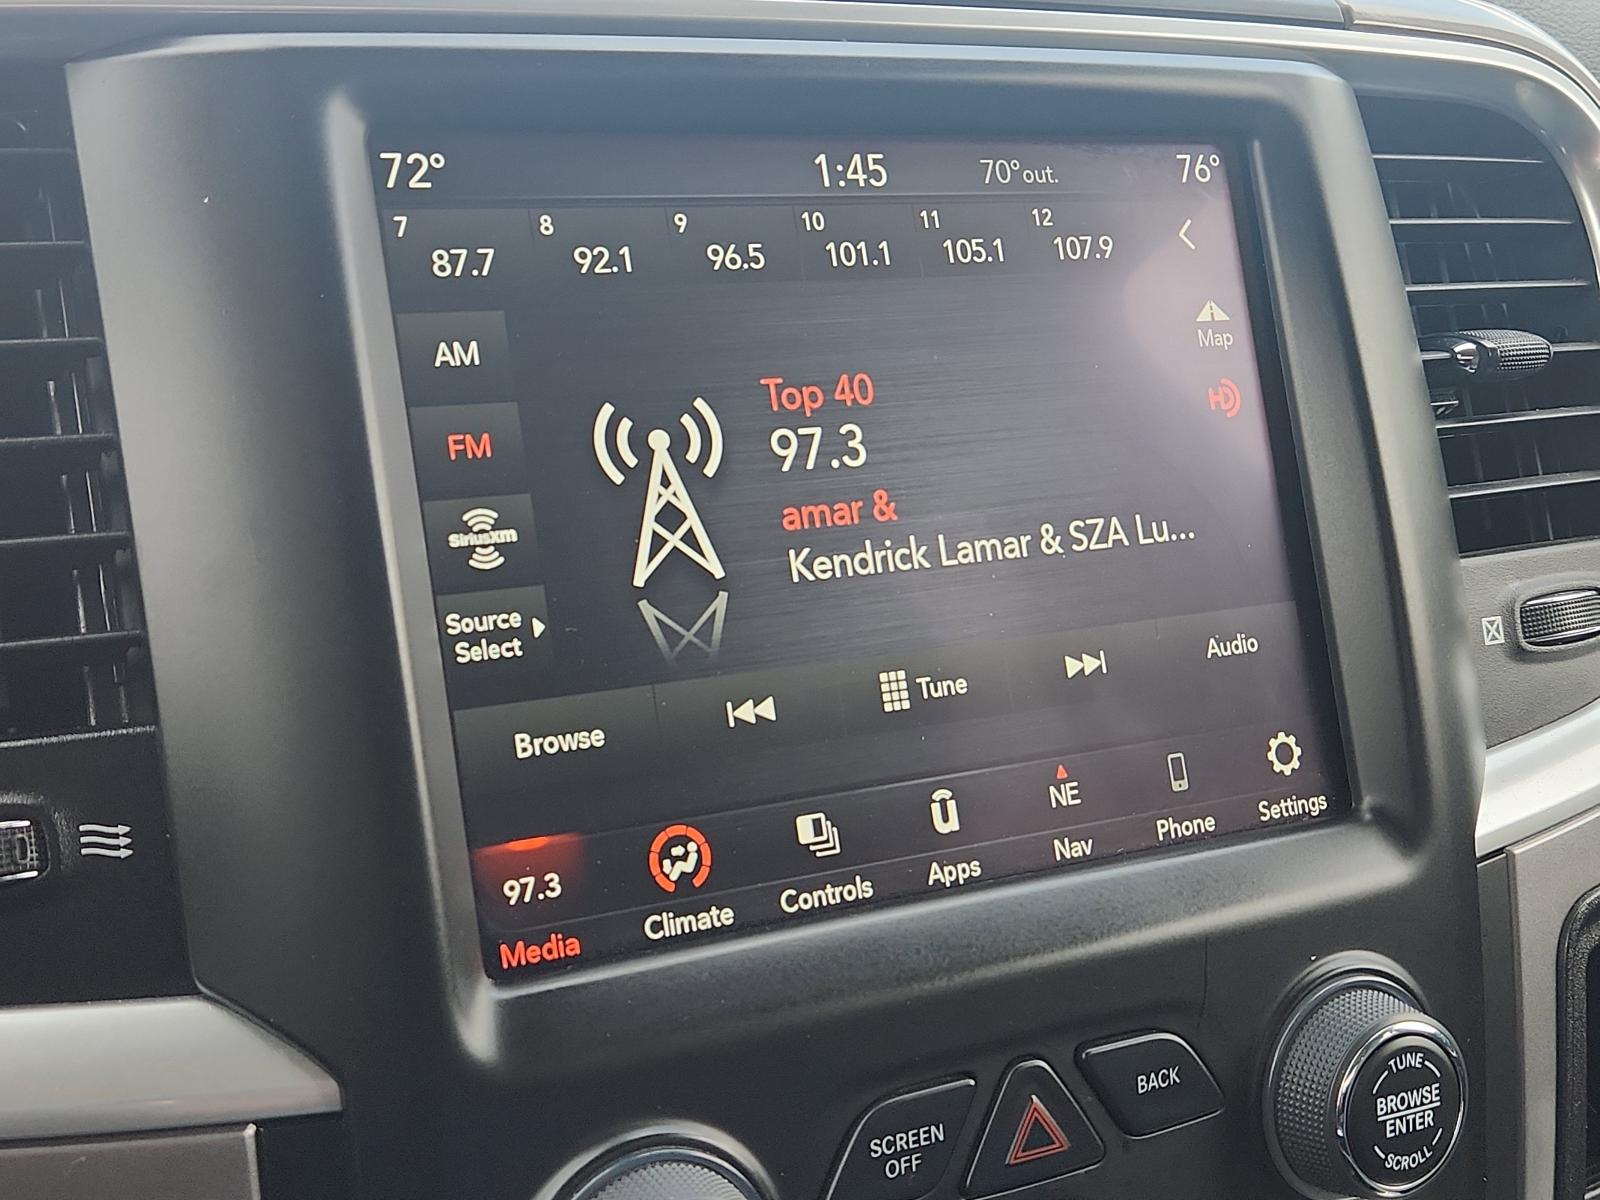 72° 1:45 70°out. 76°
7 8 9 10 11 12
87.7 92.1 96.5 101.1 105.1 107.9
Map
AM
Top 40
97.3
FM
amar &
Kendrick Lamar & SZA Lu...
SiriusXM
Source
Select
Browse Tune Audio
97.3 NE
Media Climate Controls Apps Nav Phone Settings
SCREEN
OFF
BACK
TUNE
BROWSE
ENTER
SCROLL
HD